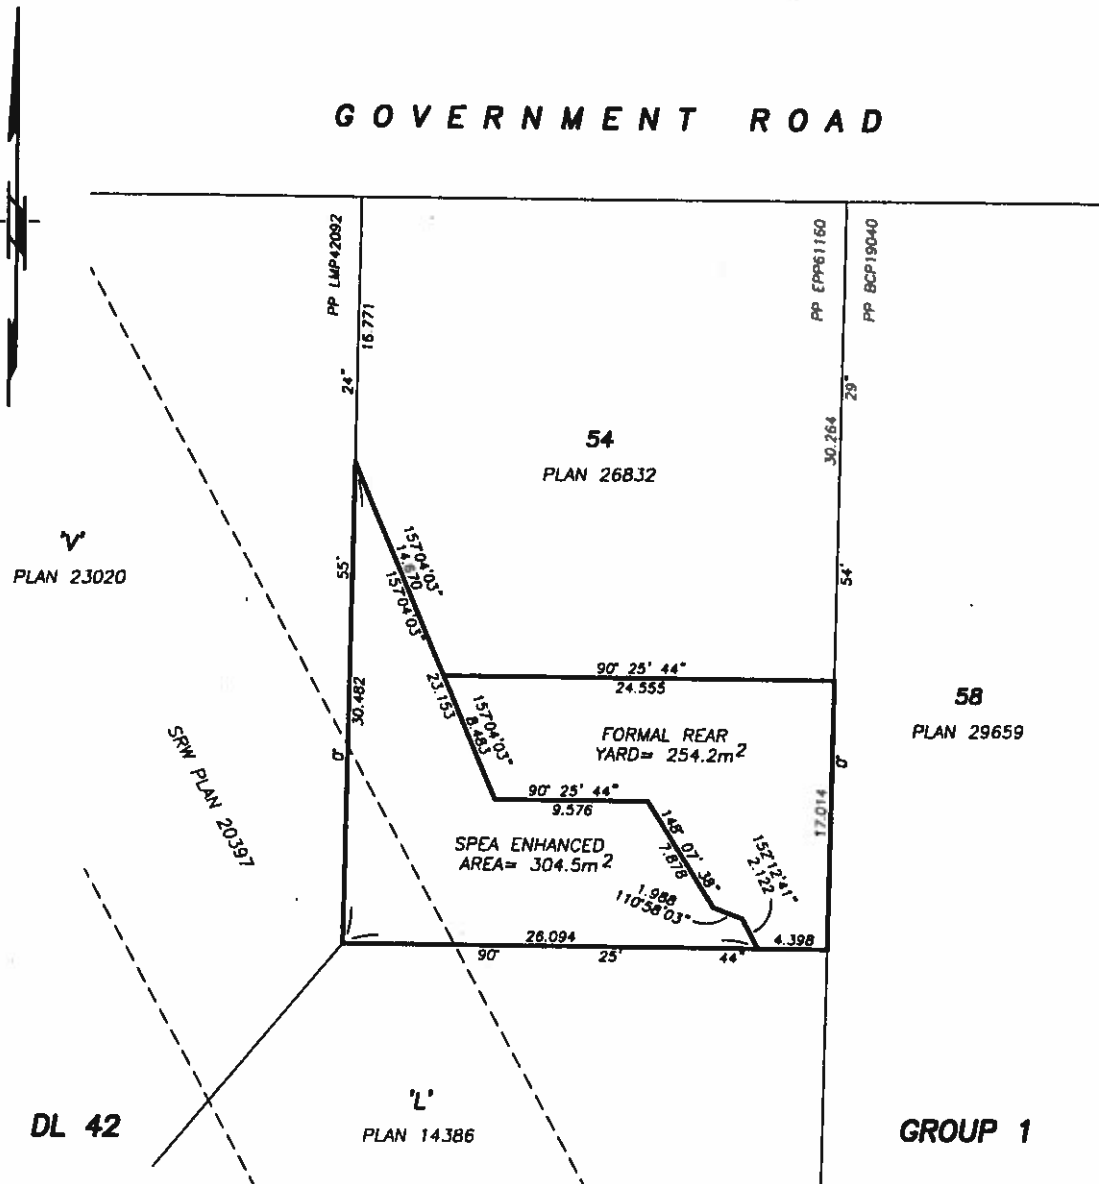 GOVERNMENT ROAD
PP LMP42092
PP EPP61160
PP BCP19040
16.771
24"
29"
30.264
54
PLAN 26832
'V'
PLAN 23020
55'
54'
157°04'03"
14.670
157°04'03"
90° 25' 44"
24.555
23.153
157°04'03"
8.483
30.482
58
PLAN 29659
FORMAL REAR
YARD= 254.2m²
SRW PLAN 20397
0°
0°
90° 25' 44"
9.576
17.014
148° 07' 38"
7.878
SPEA ENHANCED
AREA= 304.5m²
152°12'41"
2.122
1.988
110°58'03"
26.094
4.398
90° 25' 44"
'L'
PLAN 14386
DL 42
GROUP 1